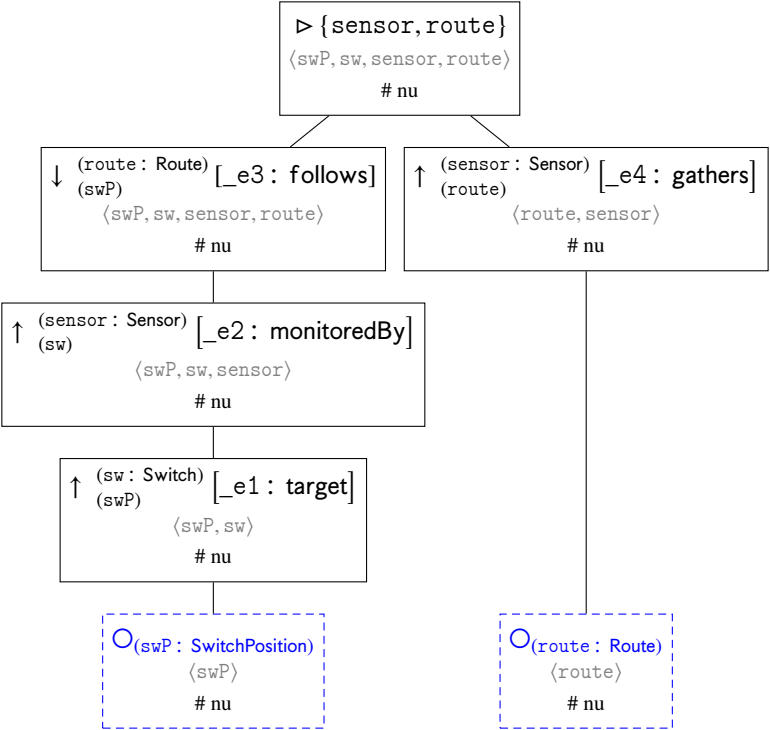 ▷{sensor, route}
⟨swP, sw, sensor, route⟩
# nu
↓ (route: Route) (swP) [_e3: follows]
⟨swP, sw, sensor, route⟩
# nu
↑ (sensor: Sensor) (route) [_e4: gathers]
⟨route, sensor⟩
# nu
↑ (sensor: Sensor) (sw) [_e2: monitoredBy]
⟨swP, sw, sensor⟩
# nu
↑ (sw: Switch) (swP) [_e1: target]
⟨swP, sw⟩
# nu
○(swP: SwitchPosition)
⟨swP⟩
# nu
○(route: Route)
⟨route⟩
# nu